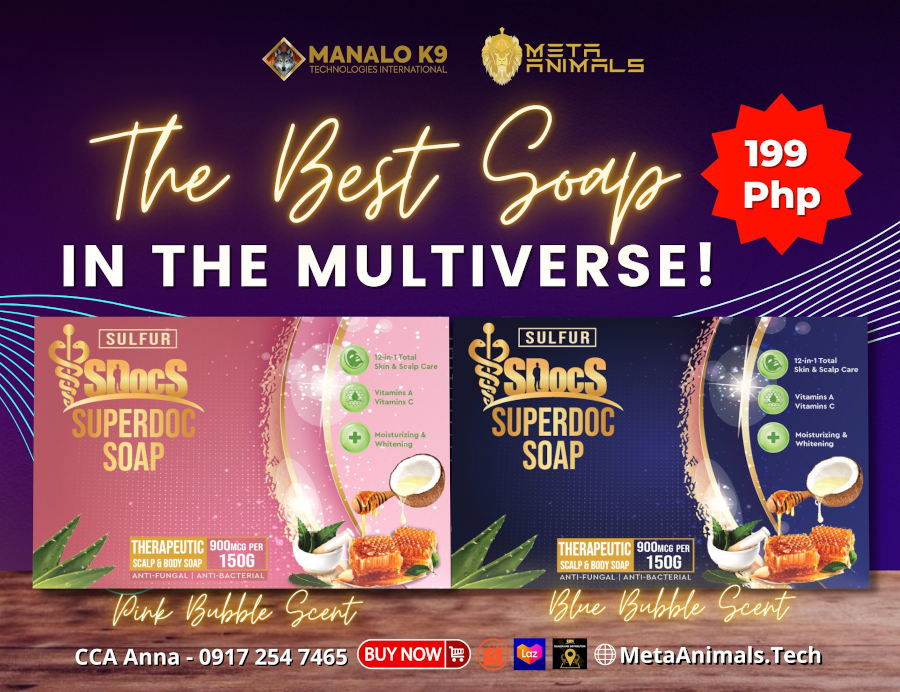 MANALO K9
TECHNOLOGIES INTERNATIONAL
META
ANIMALS
The Best Soap
IN THE MULTIVERSE!
199
Php
SULFUR
SDocS
SUPERDOC
SOAP
12-in-1 Total
Skin & Scalp Care
Vitamins A
Vitamins C
Moisturizing &
Whitening
THERAPEUTIC
SCALP & BODY SOAP
900MCG PER
150G
ANTI-FUNGAL | ANTI-BACTERIAL
Pink Bubble Scent
SULFUR
SDocS
SUPERDOC
SOAP
12-in-1 Total
Skin & Scalp Care
Vitamins A
Vitamins C
Moisturizing &
Whitening
THERAPEUTIC
SCALP & BODY SOAP
900MCG PER
150G
ANTI-FUNGAL | ANTI-BACTERIAL
Blue Bubble Scent
CCA Anna - 0917 254 7465 BUY NOW Laz MetaAnimals.Tech